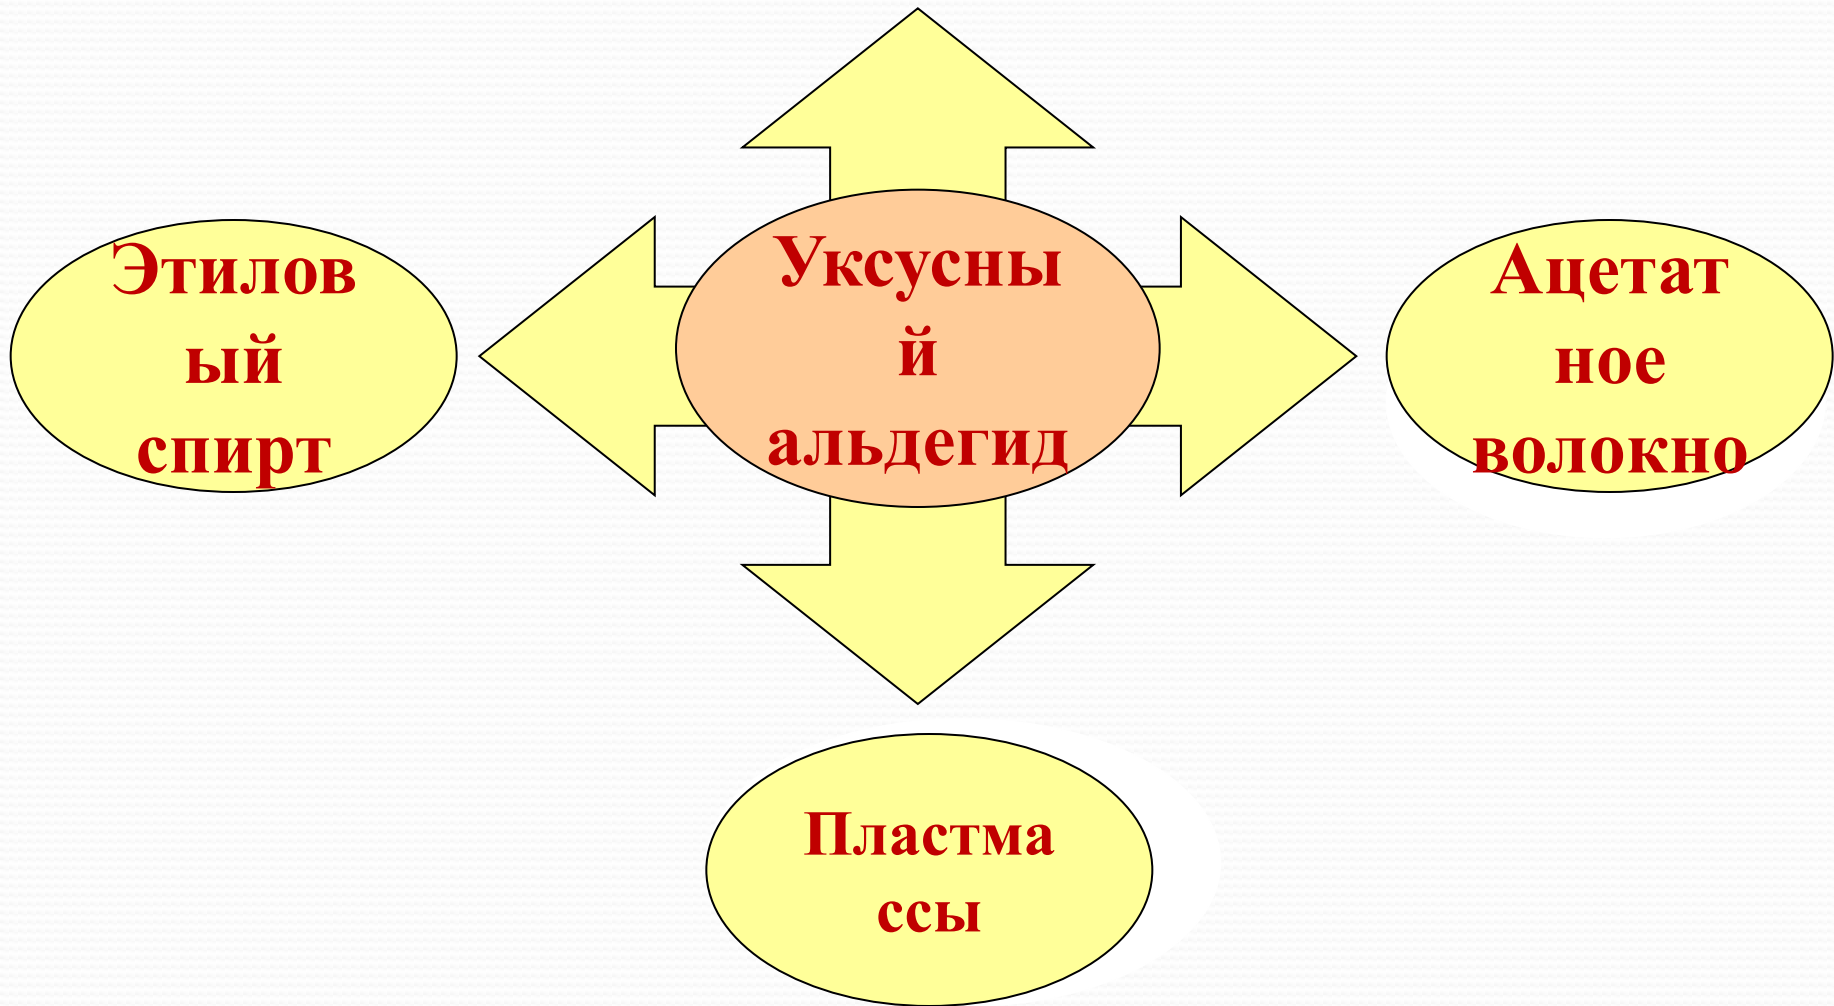 Этилов
ый
спирт
Уксусны
й
альдегид
Ацетат
ное
волокно
Пластма
ссы